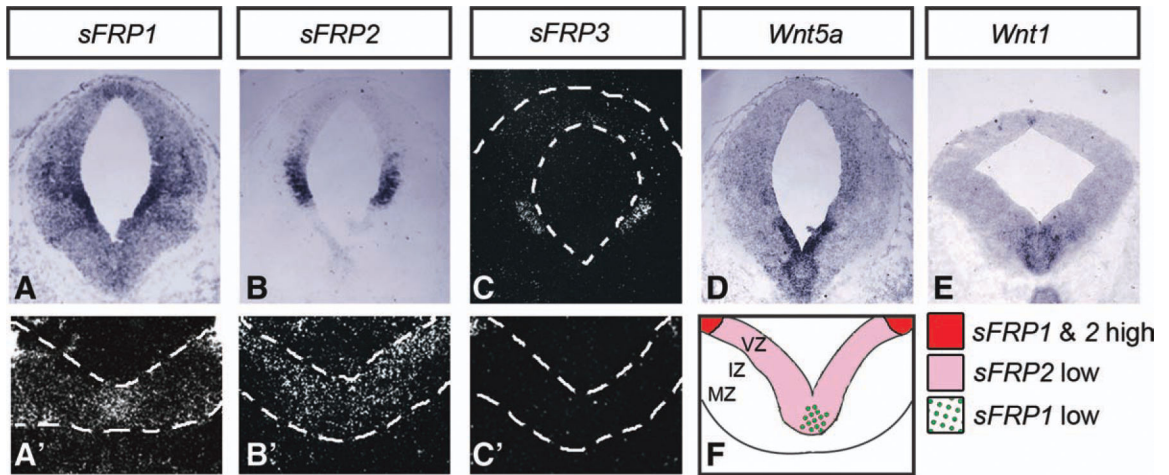 sFRP1 sFRP2 sFRP3 Wnt5a Wnt1
A B C D E
A' B' C' F
VZ
IZ
MZ
sFRP1 & 2 high
sFRP2 low
sFRP1 low